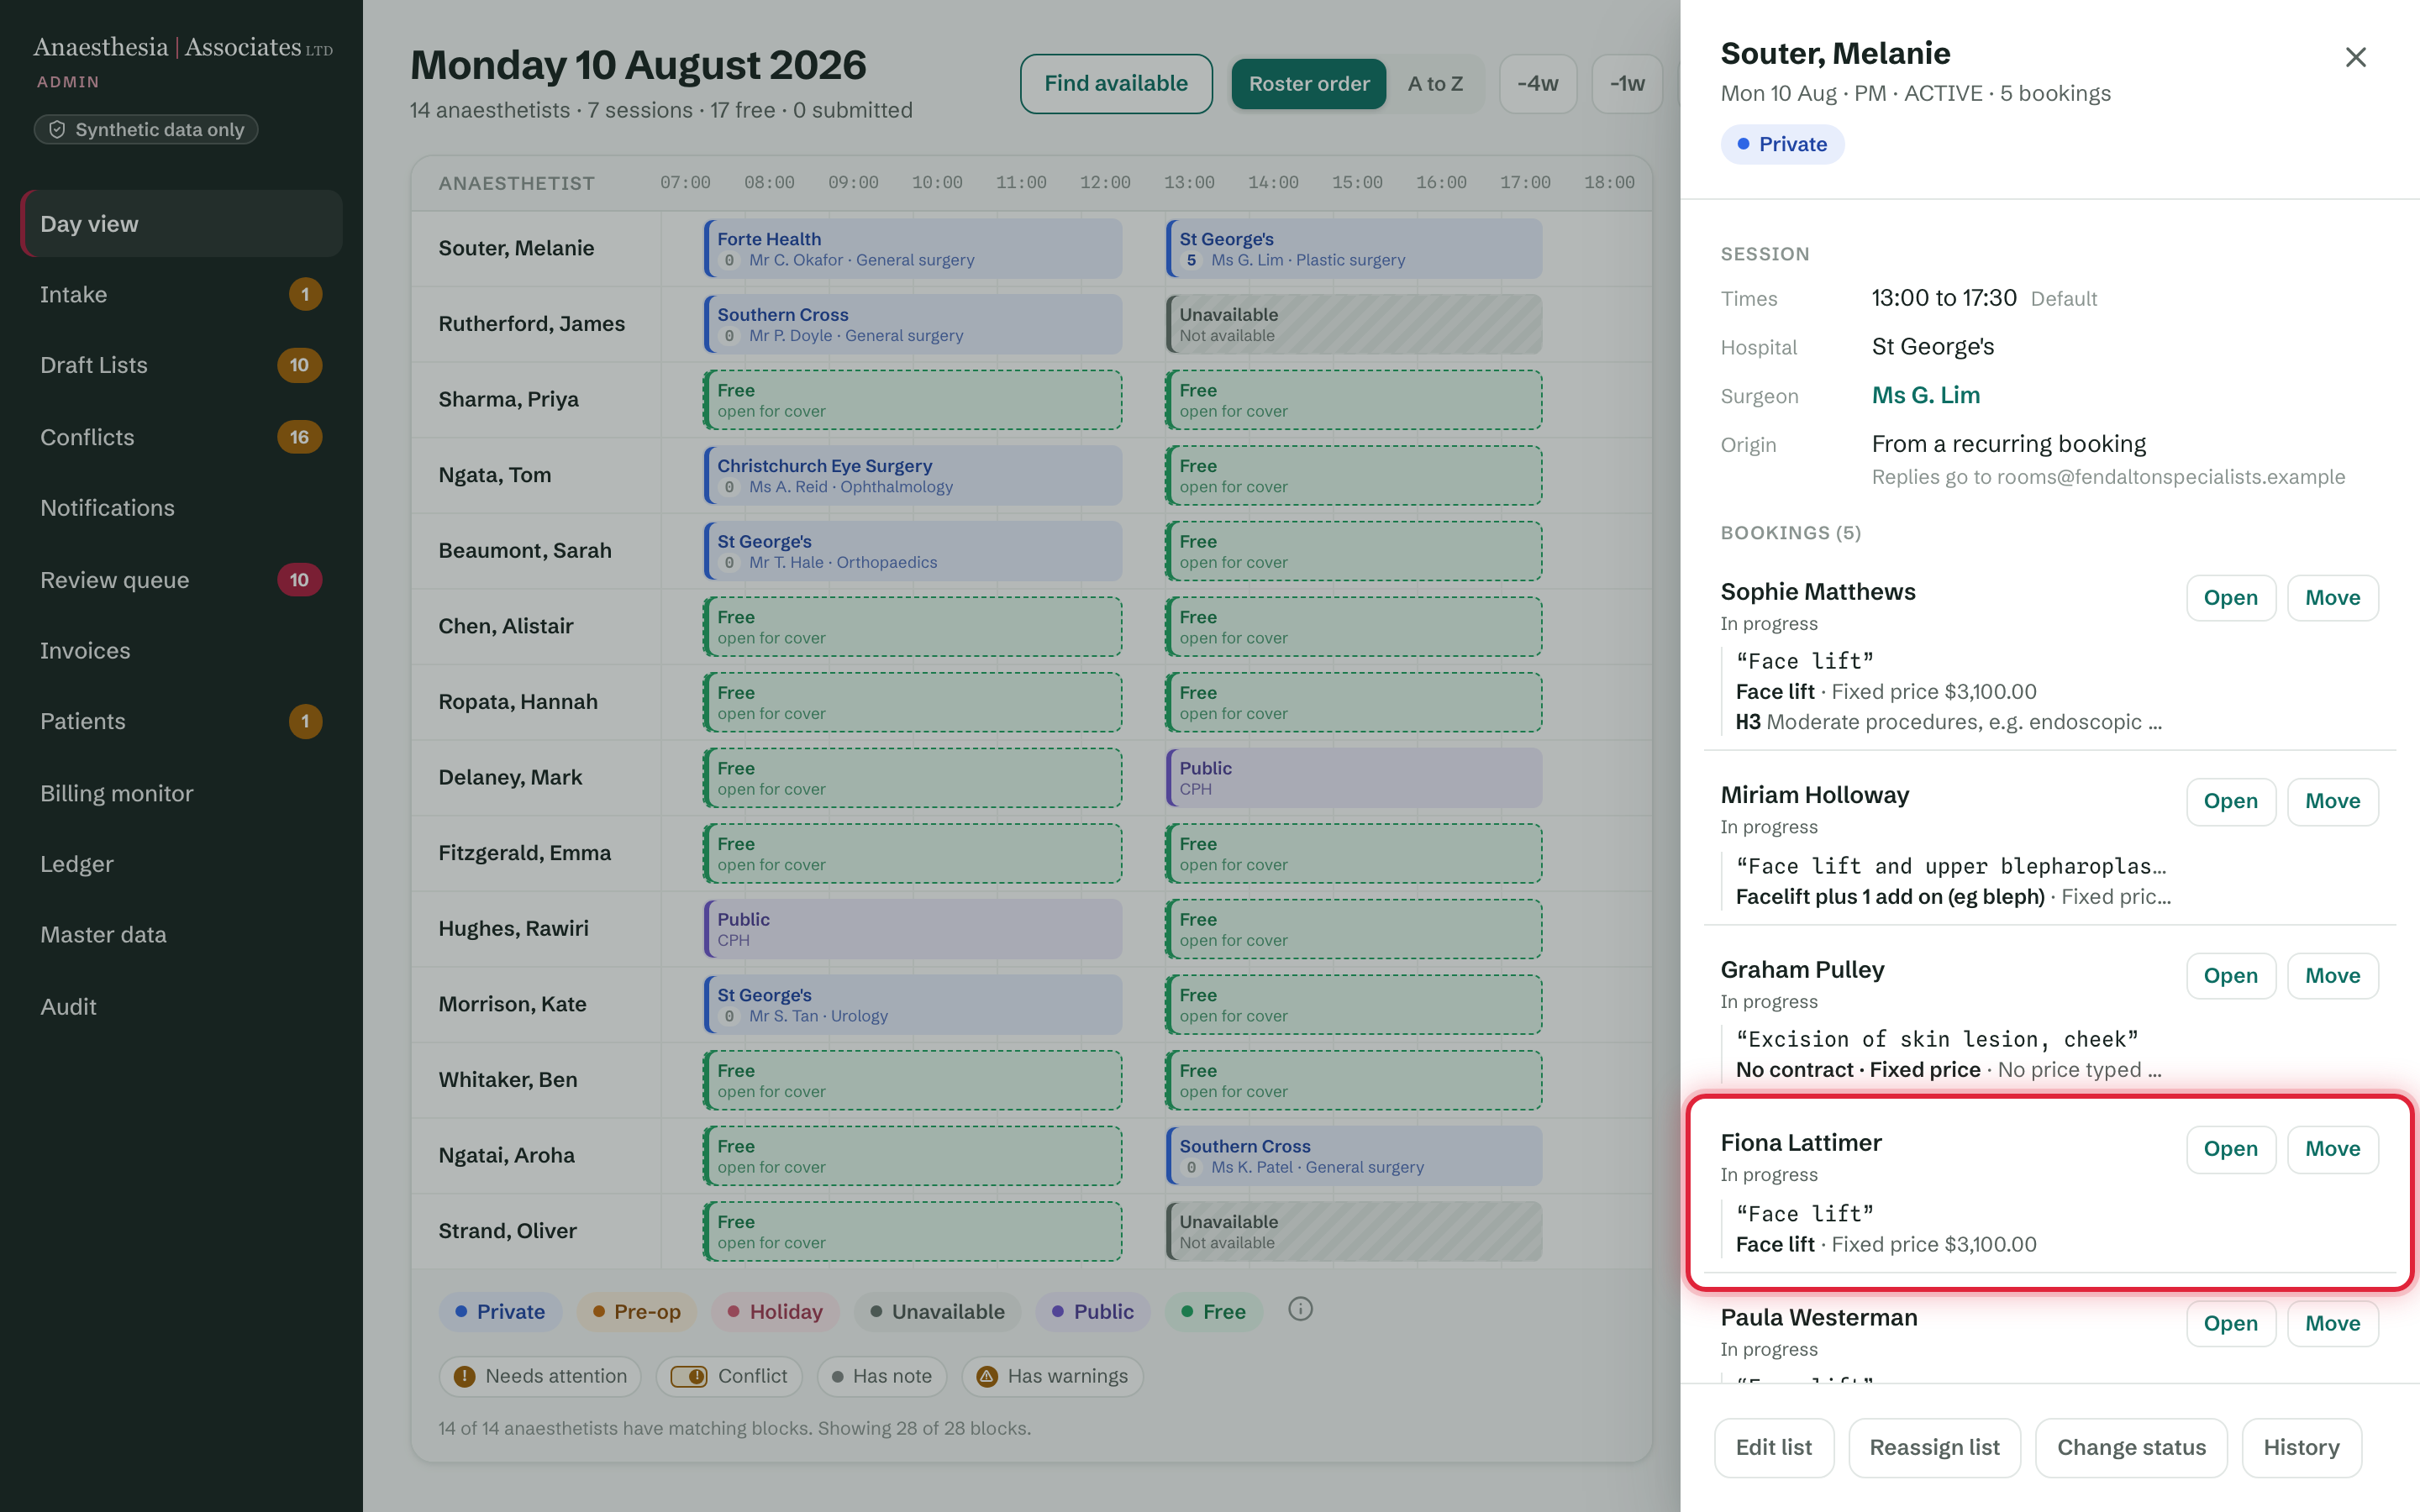 Anaesthesia | Associates LTD
ADMIN
Synthetic data only
Day view
Intake 1
Draft Lists 10
Conflicts 16
Notifications
Review queue 10
Invoices
Patients 1
Billing monitor
Ledger
Master data
Audit
Monday 10 August 2026
14 anaesthetists · 7 sessions · 17 free · 0 submitted
Find available
Roster order
A to Z
-4w
-1w
ANAESTHETIST 07:00 08:00 09:00 10:00 11:00 12:00 13:00 14:00 15:00 16:00 17:00 18:00
Souter, Melanie
Forte Health
0 Mr C. Okafor · General surgery
St George's
5 Ms G. Lim · Plastic surgery
Rutherford, James
Southern Cross
0 Mr P. Doyle · General surgery
Unavailable
Not available
Sharma, Priya
Free
open for cover
Free
open for cover
Ngata, Tom
Christchurch Eye Surgery
0 Ms A. Reid · Ophthalmology
Free
open for cover
Beaumont, Sarah
St George's
0 Mr T. Hale · Orthopaedics
Free
open for cover
Chen, Alistair
Free
open for cover
Free
open for cover
Ropata, Hannah
Free
open for cover
Free
open for cover
Delaney, Mark
Free
open for cover
Public
CPH
Fitzgerald, Emma
Free
open for cover
Free
open for cover
Hughes, Rawiri
Public
CPH
Free
open for cover
Morrison, Kate
St George's
0 Mr S. Tan · Urology
Free
open for cover
Whitaker, Ben
Free
open for cover
Free
open for cover
Ngatai, Aroha
Free
open for cover
Southern Cross
0 Ms K. Patel · General surgery
Strand, Oliver
Free
open for cover
Unavailable
Not available
Private
Pre-op
Holiday
Unavailable
Public
Free
Needs attention
Conflict
Has note
Has warnings
14 of 14 anaesthetists have matching blocks. Showing 28 of 28 blocks.
Souter, Melanie
Mon 10 Aug · PM · ACTIVE · 5 bookings
Private
SESSION
Times 13:00 to 17:30 Default
Hospital St George's
Surgeon Ms G. Lim
Origin From a recurring booking
Replies go to rooms@fendaltonspecialists.example
BOOKINGS (5)
Sophie Matthews Open Move
In progress
“Face lift”
Face lift · Fixed price $3,100.00
H3 Moderate procedures, e.g. endoscopic ...
Miriam Holloway Open Move
In progress
“Face lift and upper blepharoplas...
Facelift plus 1 add on (eg bleph) · Fixed pric...
Graham Pulley Open Move
In progress
“Excision of skin lesion, cheek”
No contract · Fixed price · No price typed ...
Fiona Lattimer Open Move
In progress
“Face lift”
Face lift · Fixed price $3,100.00
Paula Westerman Open Move
In progress
Edit list
Reassign list
Change status
History